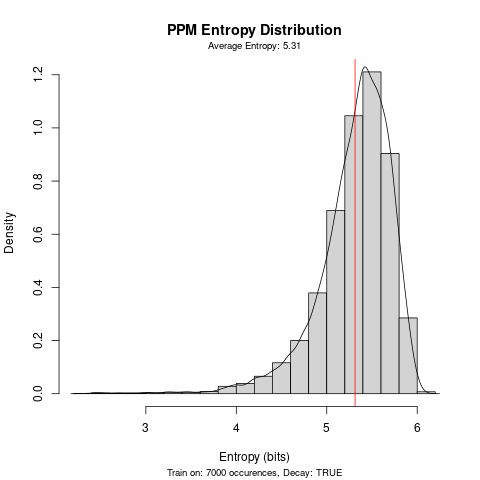 PPM Entropy Distribution
Average Entropy: 5.31
1.2
1.0
0.8
0.6
0.4
0.2
0.0
Density
3 4 5 6
Entropy (bits)
Train on: 7000 occurences, Decay: TRUE